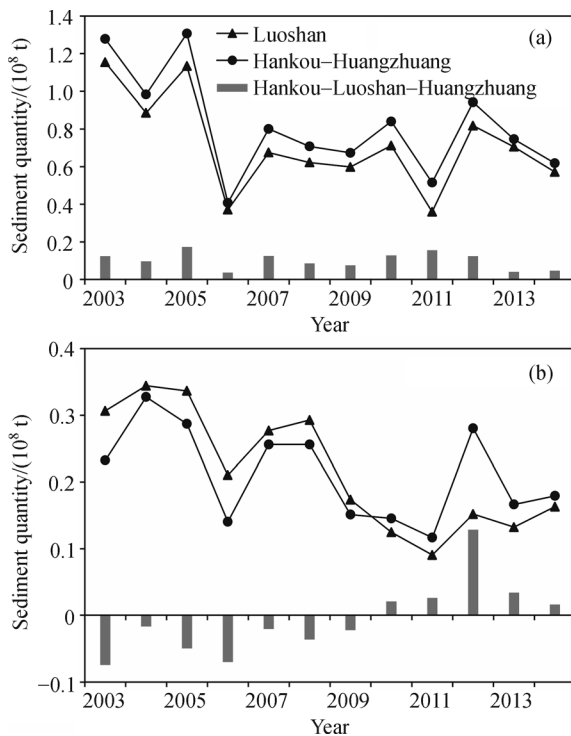 1.4
1.2
1.0
0.8
0.6
0.4
0.2
0
Sediment quantity/(10⁸ t)
(a)
Luoshan
Hankou–Huangzhuang
Hankou–Luoshan–Huangzhuang
2003 2005 2007 2009 2011 2013
Year
0.4
0.3
0.2
0.1
0
−0.1
Sediment quantity/(10⁸ t)
(b)
2003 2005 2007 2009 2011 2013
Year